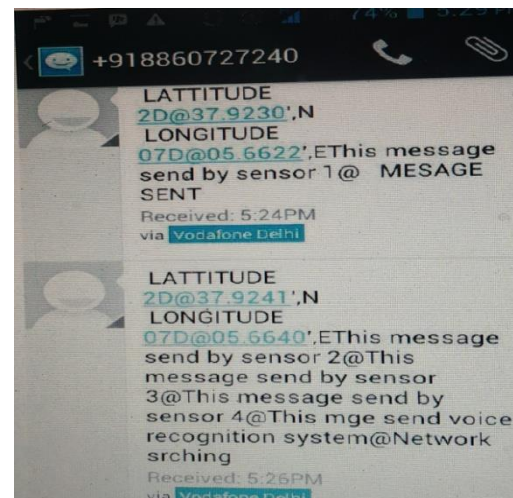 74% 5:29 P
+918860727240
LATTITUDE
2D@37.9230',N
LONGITUDE
07D@05.6622',EThis message
send by sensor 1@ MESAGE
SENT
Received: 5:24PM
via Vodafone Delhi
LATTITUDE
2D@37.9241',N
LONGITUDE
07D@05.6640',EThis message
send by sensor 2@This
message send by sensor
3@This message send by
sensor 4@This mge send voice
recognition system@Network
srching
Received: 5:26PM
via Vodafone Delhi